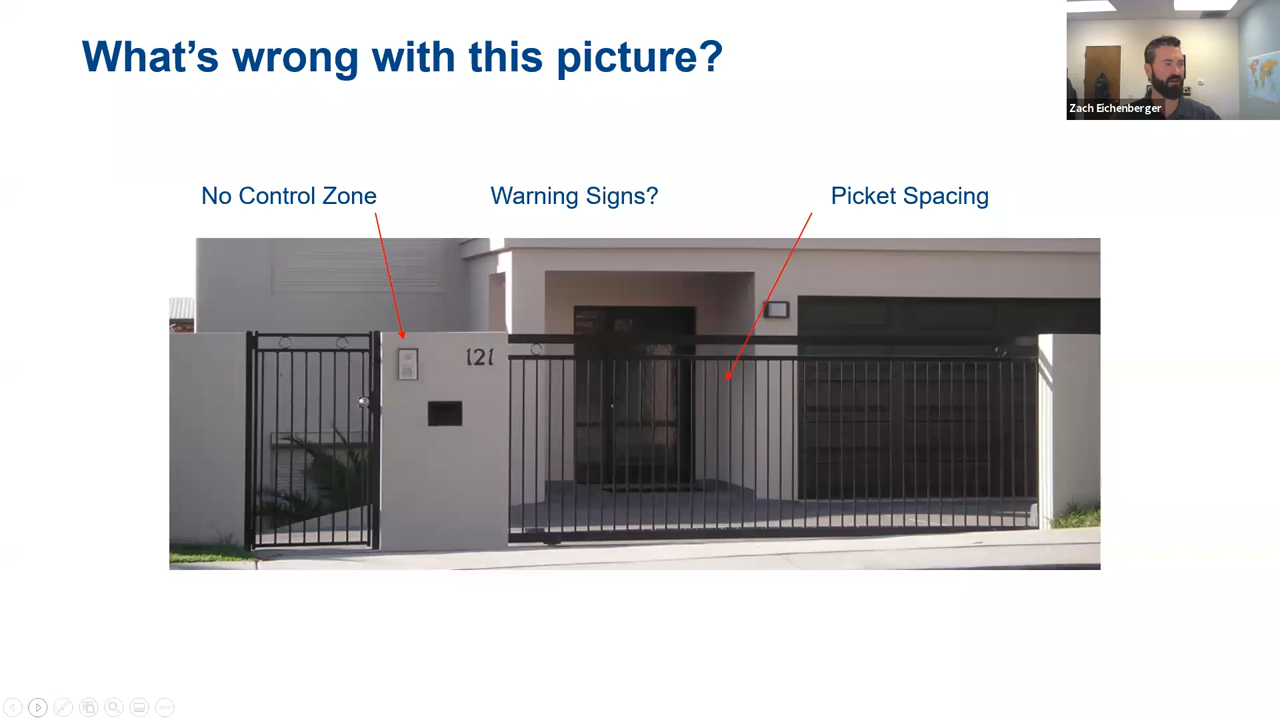 What's wrong with this picture?
Zach Eichenberger
No Control Zone
Warning Signs?
Picket Spacing
121